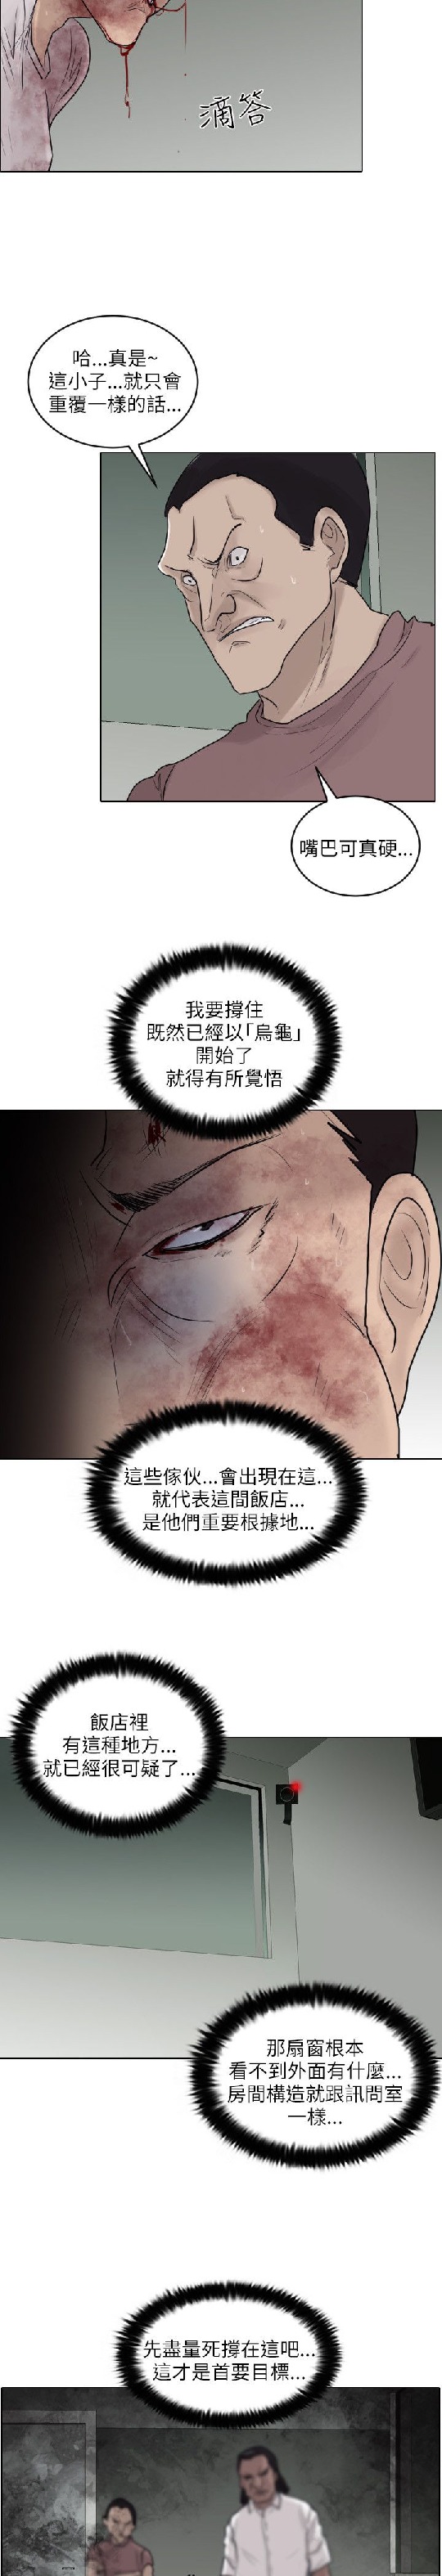 滴答
哈...真是~
這小子...就只會
重覆一樣的話...
嘴巴可真硬...
我要撐住
既然已經以「烏龜」
開始了
就得有所覺悟
這些傢伙...會出現在這...
就代表這間飯店...
是他們重要根據地...
飯店裡
有這種地方...
就已經很可疑了...
那扇窗根本
看不到外面有什麼...
房間構造就跟訊問室
一樣...
先盡量死撐在這吧...
這才是首要目標...